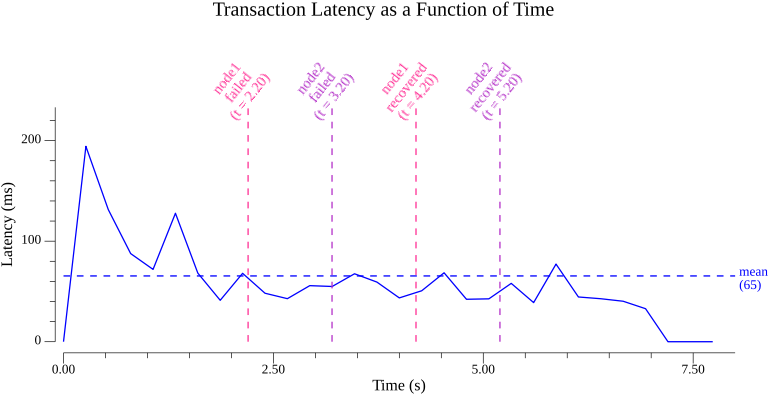 Transaction Latency as a Function of Time
node1
failed
(t = 2.20)
node2
failed
(t = 3.20)
node1
recovered
(t = 4.20)
node2
recovered
(t = 5.20)
Latency (ms)
200
100
0
mean
(65)
0.00
2.50
5.00
7.50
Time (s)